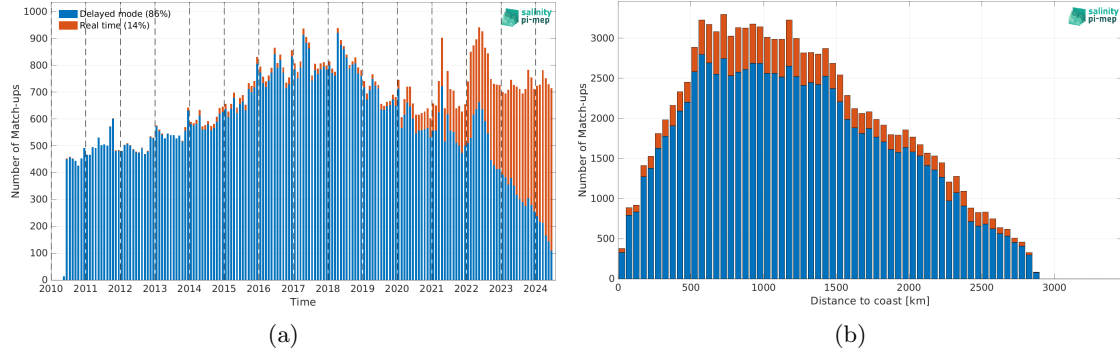 Delayed mode (86%)
Real time (14%)
salinity
pi-mep
Number of Match-ups
1000
900
800
700
600
500
400
300
200
100
0
2010 2011 2012 2013 2014 2015 2016 2017 2018 2019 2020 2021 2022 2023 2024
Time
(a)
salinity
pi-mep
Number of Match-ups
3000
2500
2000
1500
1000
500
0
0 500 1000 1500 2000 2500 3000
Distance to coast [km]
(b)